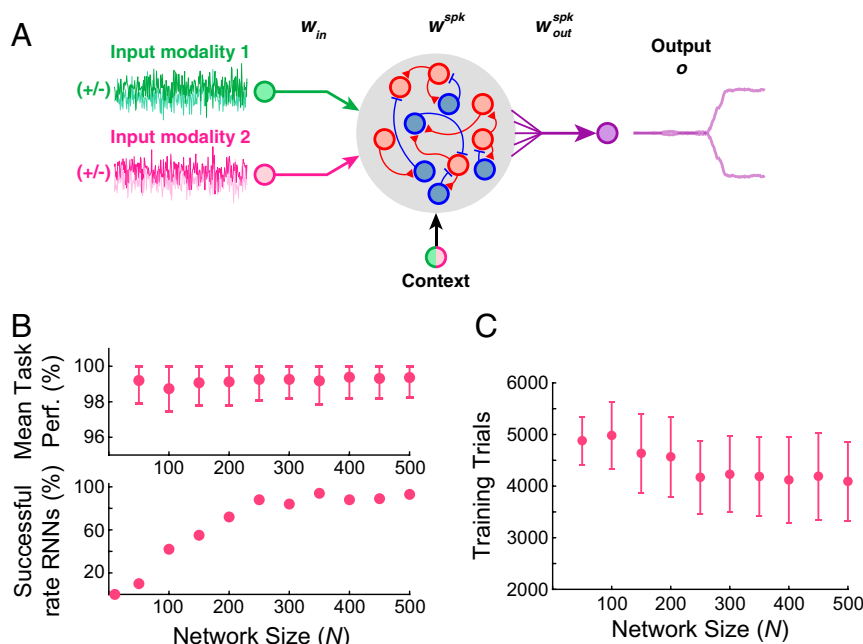 A
w_in
w^spk
w_out^spk
Input modality 1
(+/-)
Input modality 2
(+/-)
Output
o
Context
B
Mean Task
Perf. (%)
100
98
96
100
200
300
400
500
Successful
rate RNNs (%)
100
60
20
100
200
300
400
500
Network Size (N)
C
Training Trials
6000
5000
4000
3000
2000
100
200
300
400
500
Network Size (N)